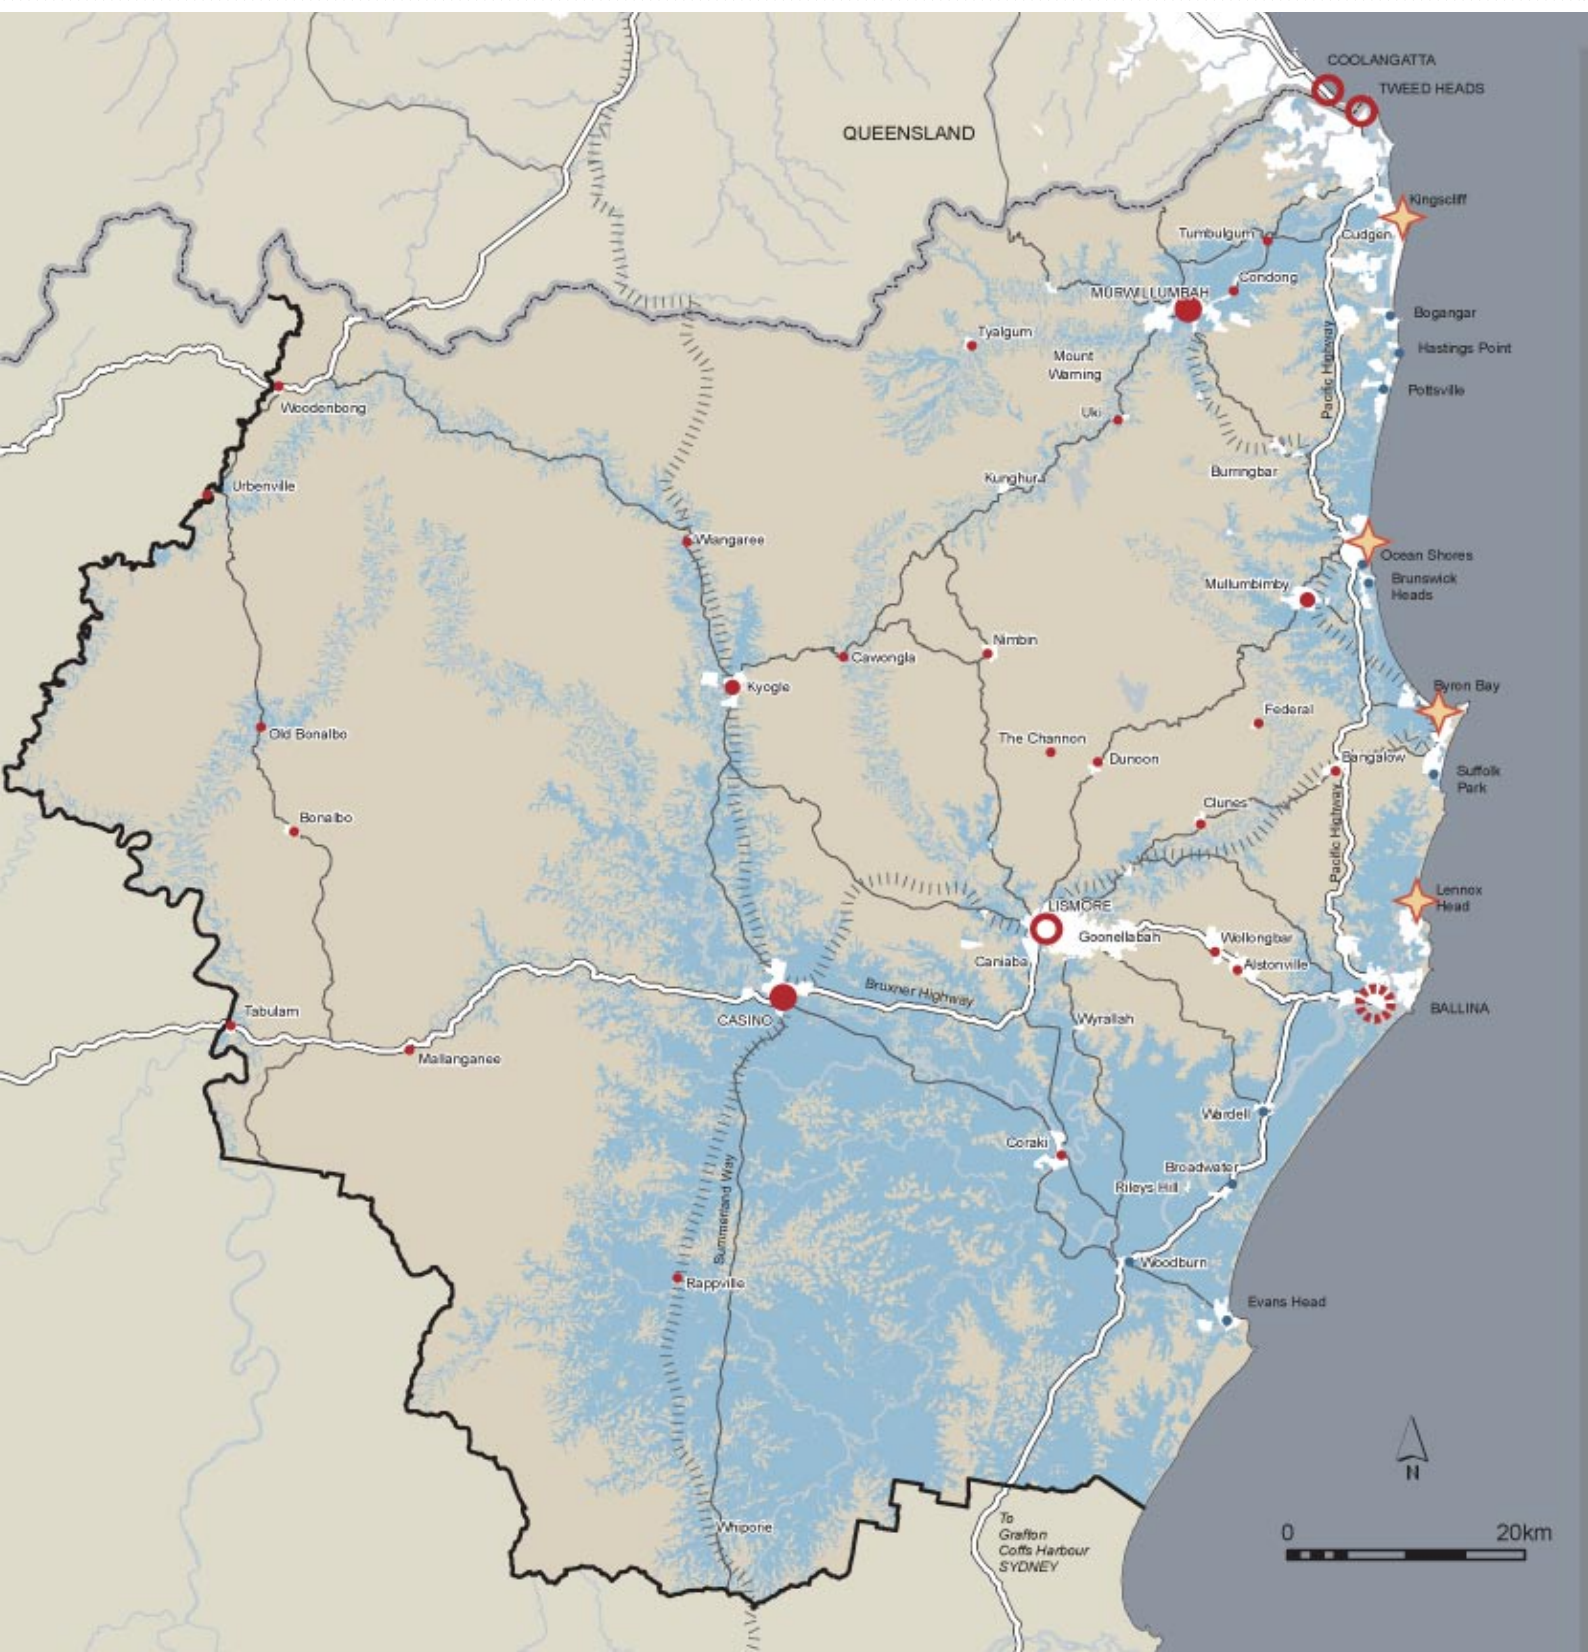 COOLANGATTA
TWEED HEADS
QUEENSLAND
Kingscliff
Tumbulgum
Cudgen
Condong
MURWILLUMBAH
Bogangar
Tyalgum
Hastings Point
Mount
Warning
Pacific Highway
Pottsville
Woodenbong
Uki
Burringbar
Kunghur
Urbenville
Wiangaree
Ocean Shores
Mullumbimby
Brunswick
Heads
Nimbin
Cawongla
Kyogle
Byron Bay
Federal
Old Bonalbo
The Channon
Dunoon
Bangalow
Suffolk
Park
Clunes
Bonalbo
Pacific Highway
Lennox
Head
LISMORE
Goonellabah
Wollongbar
Caniaba
Alstonville
Bruxner Highway
BALLINA
Tabulam
CASINO
Wyrallah
Mallanganee
Wardell
Coraki
Broadwater
Rileys Hill
Summerland Way
Woodburn
Rappville
Evans Head
N
Whiporie
To
Grafton
Coffs Harbour
SYDNEY
0 20km